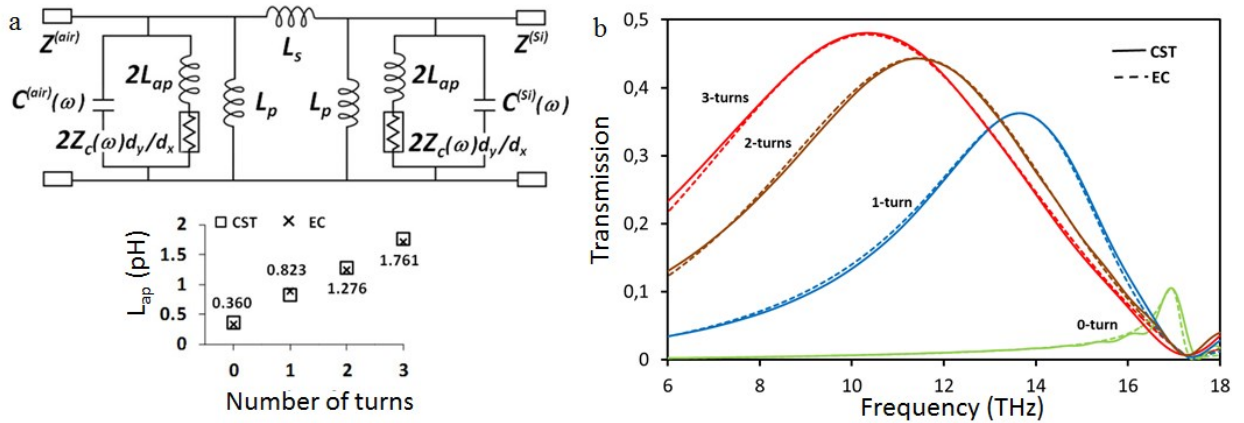 a
Z(air)
Ls
Z(Si)
2Lap
Lp
Lp
2Lap
C(air)(ω)
C(Si)(ω)
2Zc(ω)dy/dx
2Zc(ω)dy/dx
CST EC
Lap (pH)
2
1.5
1
0.5
0
0.360
0.823
1.276
1.761
0 1 2 3
Number of turns
b
Transmission
0,5
0,4
0,3
0,2
0,1
0
CST
EC
3-turns
2-turns
1-turn
0-turn
6 8 10 12 14 16 18
Frequency (THz)